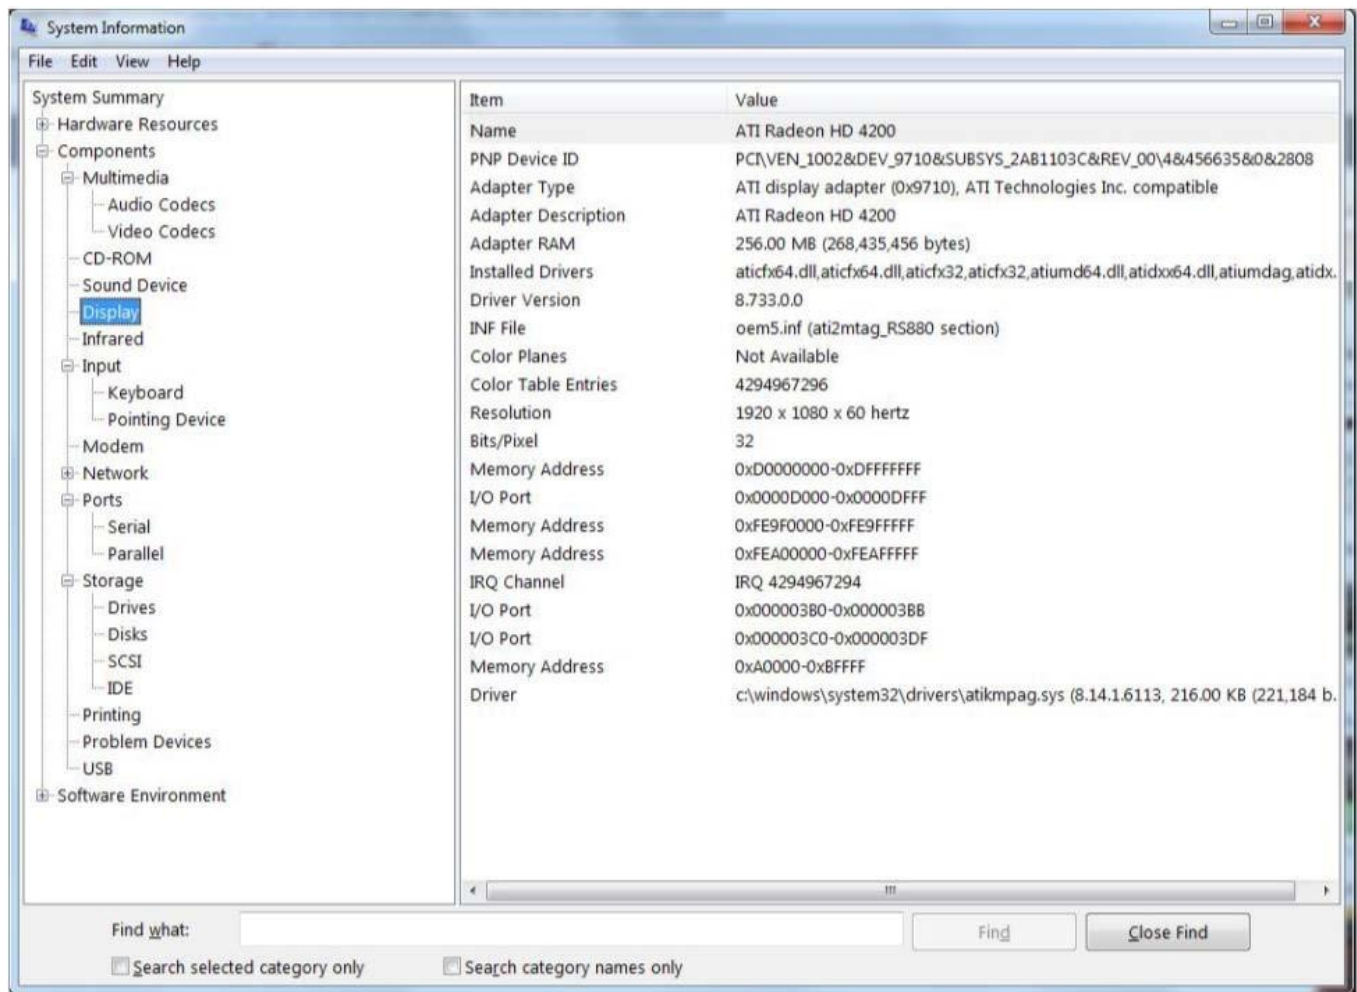 System Information
File Edit View Help
System Summary
Hardware Resources
Components
Multimedia
Audio Codecs
Video Codecs
CD-ROM
Sound Device
Display
Infrared
Input
Keyboard
Pointing Device
Modem
Network
Ports
Serial
Parallel
Storage
Drives
Disks
SCSI
IDE
Printing
Problem Devices
USB
Software Environment
Item Value
Name ATI Radeon HD 4200
PNP Device ID PCI\VEN_1002&DEV_9710&SUBSYS_2AB1103C&REV_00\4&456635&0&2808
Adapter Type ATI display adapter (0x9710), ATI Technologies Inc. compatible
Adapter Description ATI Radeon HD 4200
Adapter RAM 256.00 MB (268,435,456 bytes)
Installed Drivers aticfx64.dll,aticfx64.dll,aticfx32,aticfx32,atiumd64.dll,atidxx64.dll,atiumdag,atidx.
Driver Version 8.733.0.0
INF File oem5.inf (ati2mtag_RS880 section)
Color Planes Not Available
Color Table Entries 4294967296
Resolution 1920 x 1080 x 60 hertz
Bits/Pixel 32
Memory Address 0xD0000000-0xDFFFFFFF
I/O Port 0x0000D000-0x0000DFFF
Memory Address 0xFE9F0000-0xFE9FFFFF
Memory Address 0xFEA00000-0xFEAFFFFF
IRQ Channel IRQ 4294967294
I/O Port 0x000003B0-0x000003BB
I/O Port 0x000003C0-0x000003DF
Memory Address 0xA0000-0xBFFFF
Driver c:\windows\system32\drivers\atikmpag.sys (8.14.1.6113, 216.00 KB (221,184 b.
Find what: Find Close Find
Search selected category only Search category names only